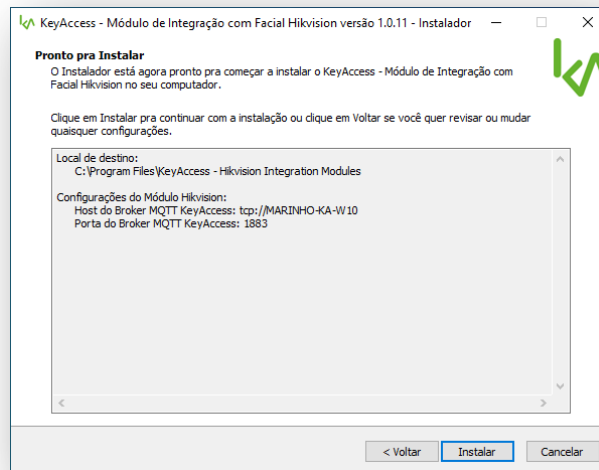 KeyAccess - Módulo de Integração com Facial Hikvision versão 1.0.11 - Instalador
Pronto pra Instalar
O Instalador está agora pronto pra começar a instalar o KeyAccess - Módulo de Integração com
Facial Hikvision no seu computador.
Clique em Instalar pra continuar com a instalação ou clique em Voltar se você quer revisar ou mudar
quaisquer configurações.
Local de destino:
C:\Program Files\KeyAccess - Hikvision Integration Modules
Configurações do Módulo Hikvision:
Host do Broker MQTT KeyAccess: tcp://MARINHO-KA-W10
Porta do Broker MQTT KeyAccess: 1883
< Voltar
Instalar
Cancelar